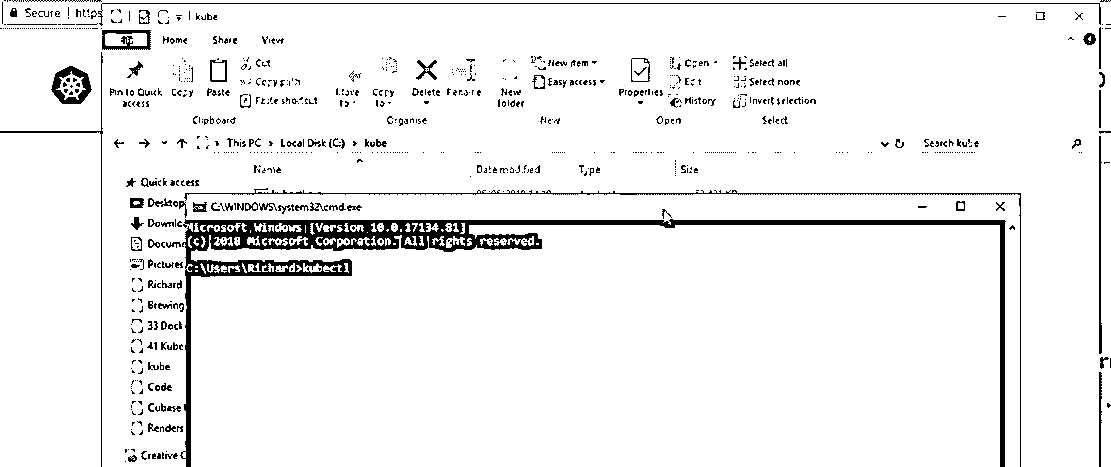 Secure | https
kube
File
Home Share View
Pin to Quick access
Copy
Paste
Cut
Copy path
Paste shortcut
Move to
Copy to
Delete
Rename
New folder
New item
Easy access
Properties
Open
Edit
History
Select all
Select none
Invert selection
Clipboard Organise New Open Select
This PC > Local Disk (C:) > kube
Search kube
Name Date modified Type Size
Quick access
Desktop
Docume
Pictures
Richard
Brewing
33 Dock
41 Kube
kube
Code
Cubase
Renders
Creative C
C:\WINDOWS\system32\cmd.exe
Microsoft Windows [Version 10.0.17134.81]
(c) 2018 Microsoft Corporation. All rights reserved.
C:\Users\Richard>kubectl